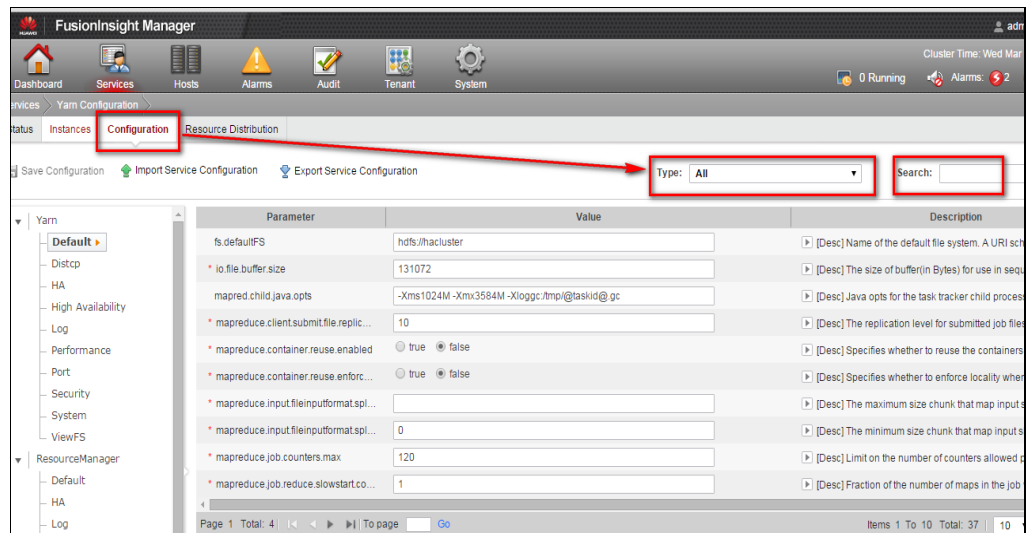 HUAWEI FusionInsight Manager adm
Dashboard Services Hosts Alarms Audit Tenant System
Cluster Time: Wed Mar
0 Running Alarms: 2
ervices Yarn Configuration
Status Instances Configuration Resource Distribution
Save Configuration Import Service Configuration Export Service Configuration Type: All Search:
Yarn
Default
Distcp
HA
High Availability
Log
Performance
Port
Security
System
ViewFS
ResourceManager
Default
HA
Log
Parameter Value Description
fs.defaultFS hdfs://hacluster [Desc] Name of the default file system. A URI sch
* io.file.buffer.size 131072 [Desc] The size of buffer(in Bytes) for use in sequ
mapred.child.java.opts -Xms1024M -Xmx3584M -Xloggc:/tmp/@taskid@.gc [Desc] Java opts for the task tracker child process
* mapreduce.client.submit.file.replic... 10 [Desc] The replication level for submitted job files
* mapreduce.container.reuse.enabled true false [Desc] Specifies whether to reuse the containers
* mapreduce.container.reuse.enforc... true false [Desc] Specifies whether to enforce locality wher
* mapreduce.input.fileinputformat.spl... [Desc] The maximum size chunk that map input s
* mapreduce.input.fileinputformat.spl... 0 [Desc] The minimum size chunk that map input s
* mapreduce.job.counters.max 120 [Desc] Limit on the number of counters allowed p
* mapreduce.job.reduce.slowstart.co... 1 [Desc] Fraction of the number of maps in the job
Page 1 Total: 4 To page Go Items 1 To 10 Total: 37 10